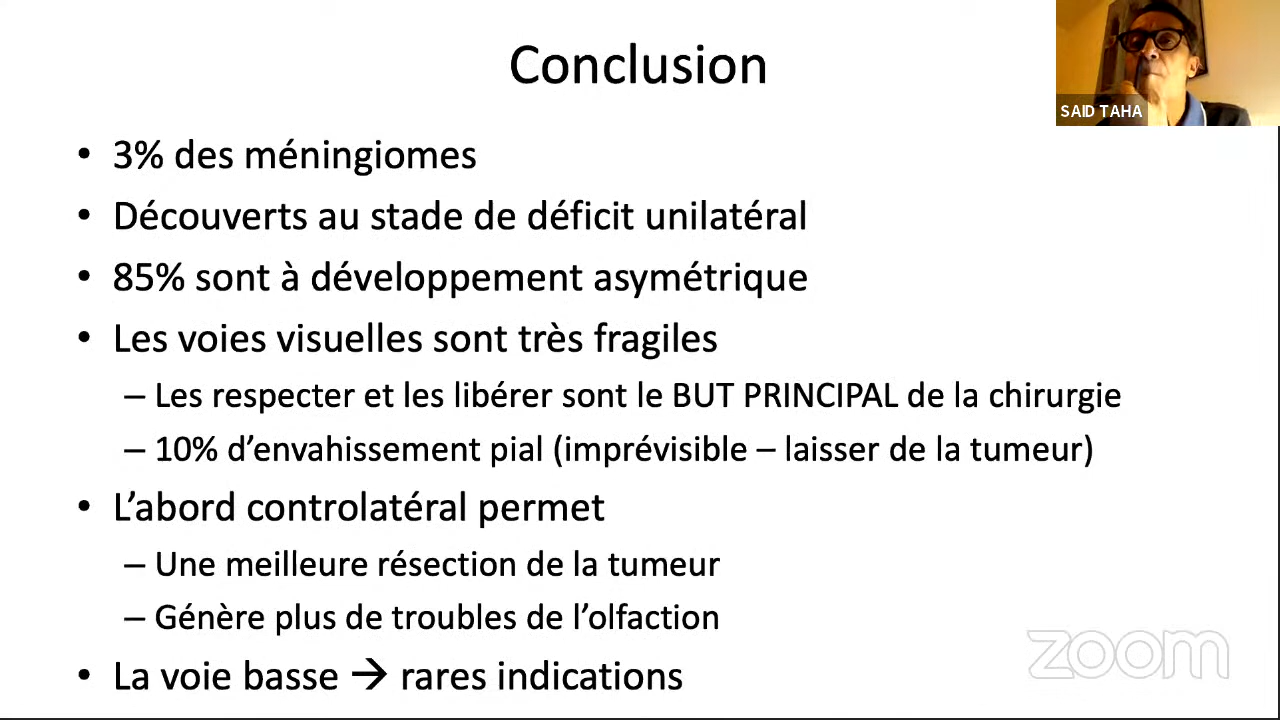 Conclusion
SAID TAHA
• 3% des méningiomes
• Découverts au stade de déficit unilatéral
• 85% sont à développement asymétrique
• Les voies visuelles sont très fragiles
– Les respecter et les libérer sont le BUT PRINCIPAL de la chirurgie
– 10% d’envahissement pial (imprévisible – laisser de la tumeur)
• L’abord controlatéral permet
– Une meilleure résection de la tumeur
– Génère plus de troubles de l’olfaction
• La voie basse → rares indications
zoom